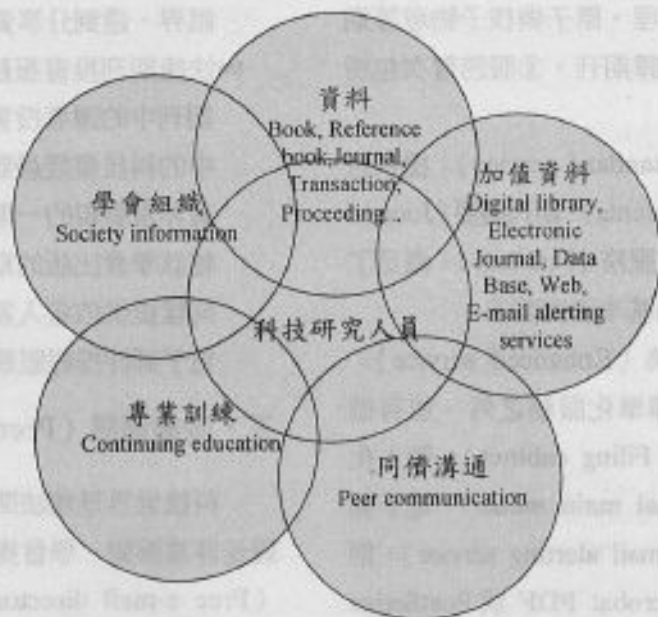 資料
Book, Reference
book,Journal,
Transaction,
Proceeding...
學會組織
Society information
加值資料
Digital library,
Electronic
Journal, Data
Base, Web,
E-mail alerting
services
科技研究人員
專業訓練
Continuing education
同儕溝通
Peer communication